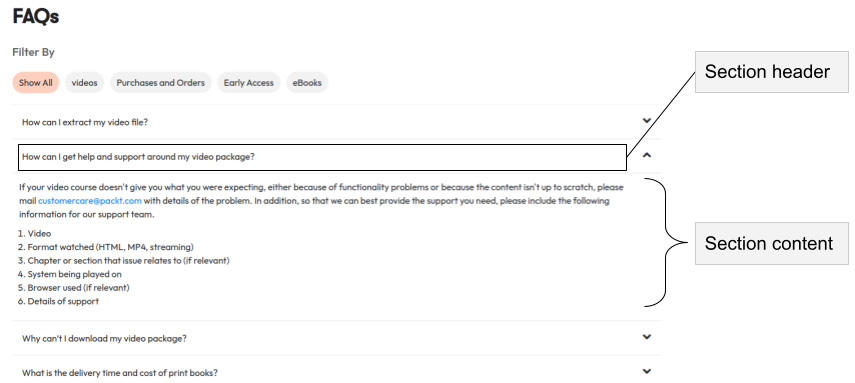 FAQs
Filter By
Show All videos Purchases and Orders Early Access eBooks
Section header
How can I extract my video file?
How can I get help and support around my video package?
If your video course doesn't give you what you were expecting, either because of functionality problems or because the content isn't up to scratch, please
mail customercare@packt.com with details of the problem. In addition, so that we can best provide the support you need, please include the following
information for our support team.
1. Video
2. Format watched (HTML, MP4, streaming)
3. Chapter or section that issue relates to (if relevant)
4. System being played on
5. Browser used (if relevant)
6. Details of support
Section content
Why can't I download my video package?
What is the delivery time and cost of print books?